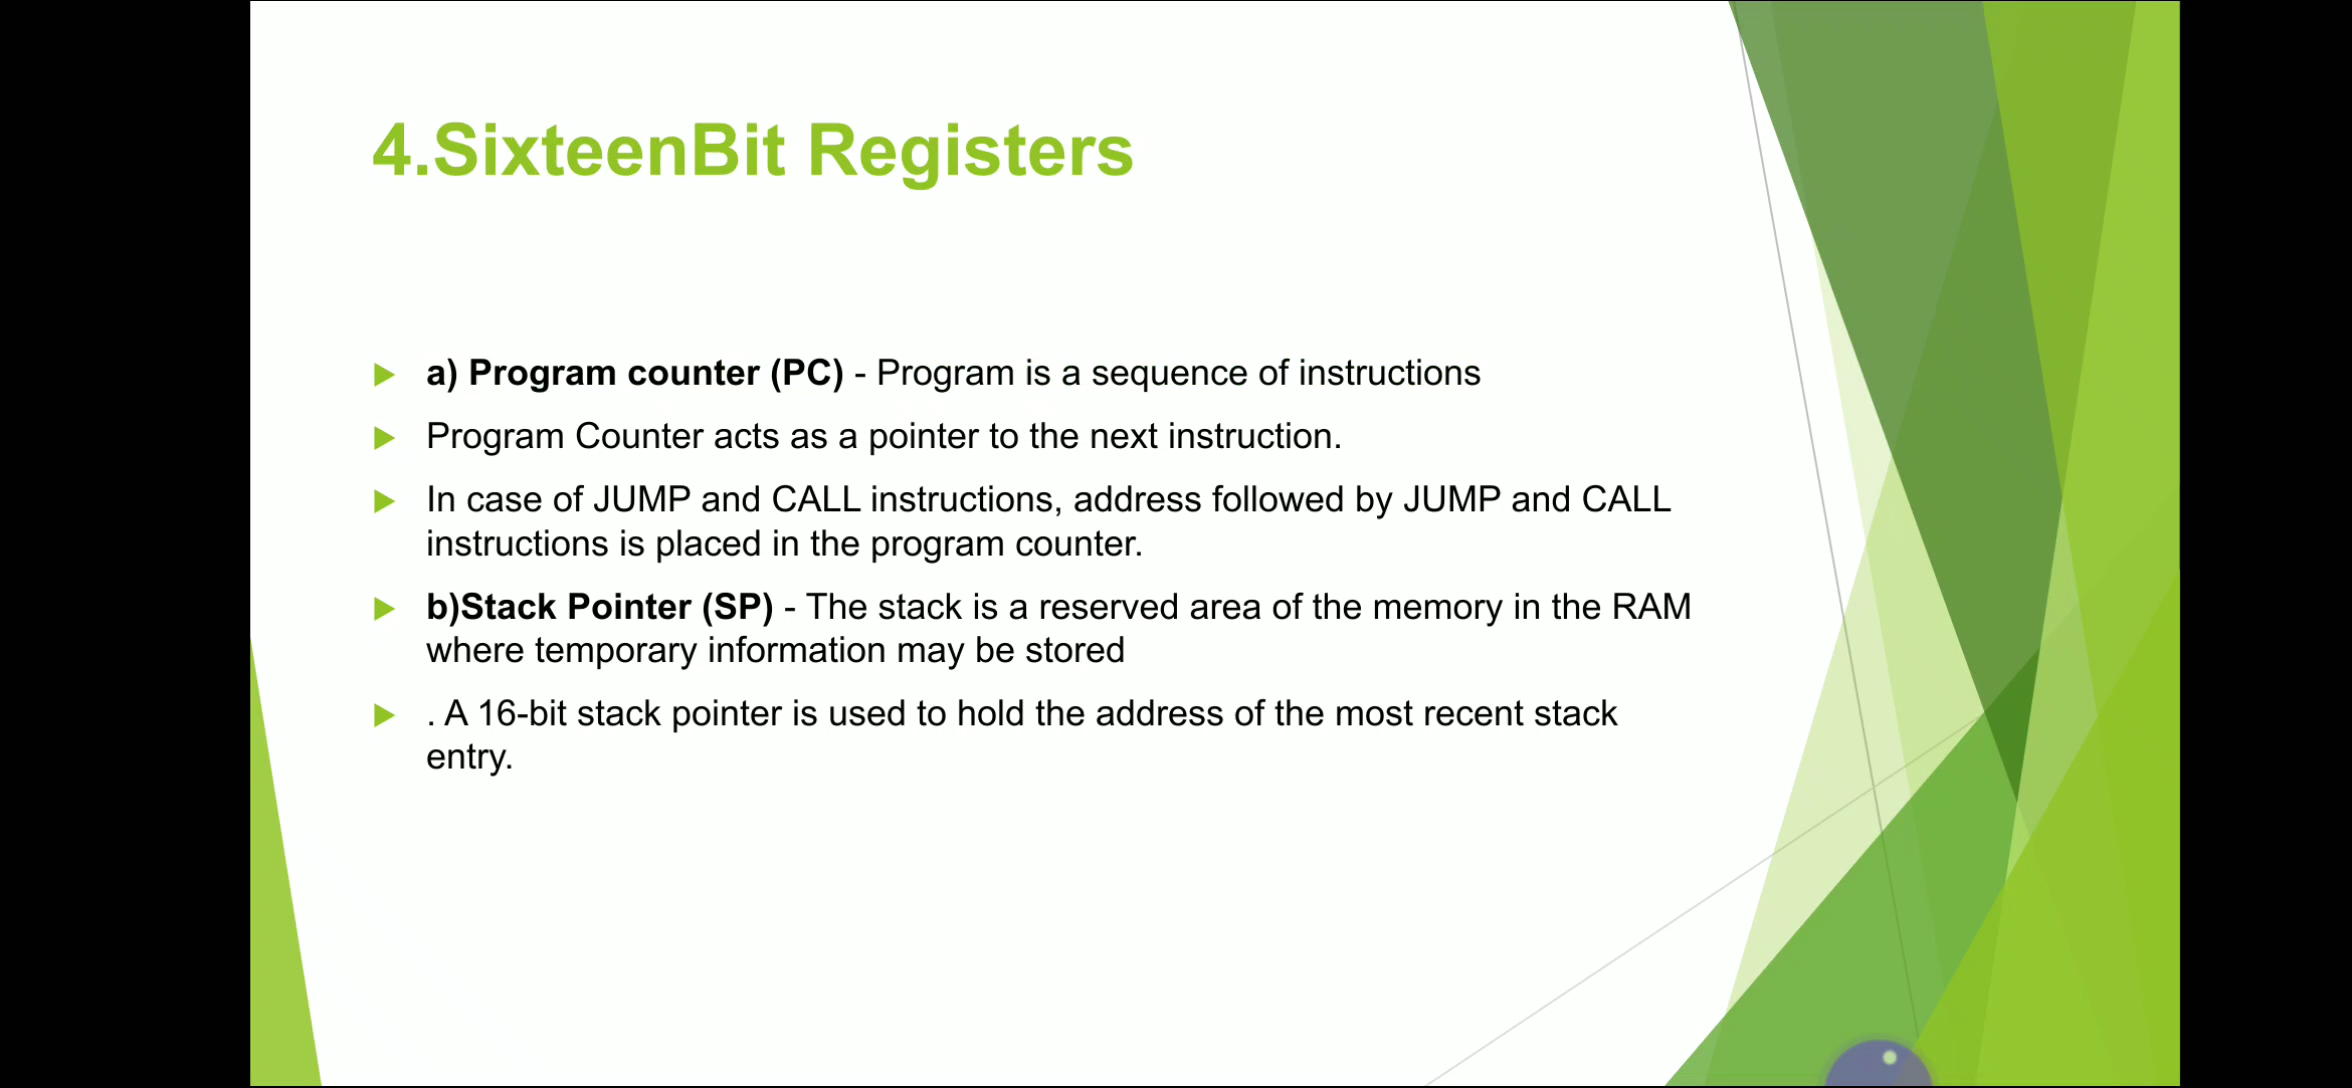 4.SixteenBit Registers
a) Program counter (PC) - Program is a sequence of instructions
Program Counter acts as a pointer to the next instruction.
In case of JUMP and CALL instructions, address followed by JUMP and CALL
instructions is placed in the program counter.
b)Stack Pointer (SP) - The stack is a reserved area of the memory in the RAM
where temporary information may be stored
. A 16-bit stack pointer is used to hold the address of the most recent stack
entry.